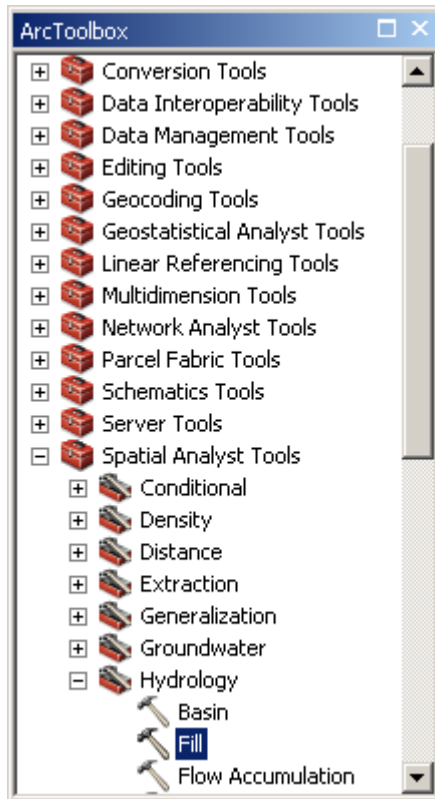 ArcToolbox
Conversion Tools
Data Interoperability Tools
Data Management Tools
Editing Tools
Geocoding Tools
Geostatistical Analyst Tools
Linear Referencing Tools
Multidimension Tools
Network Analyst Tools
Parcel Fabric Tools
Schematics Tools
Server Tools
Spatial Analyst Tools
Conditional
Density
Distance
Extraction
Generalization
Groundwater
Hydrology
Basin
Fill
Flow Accumulation